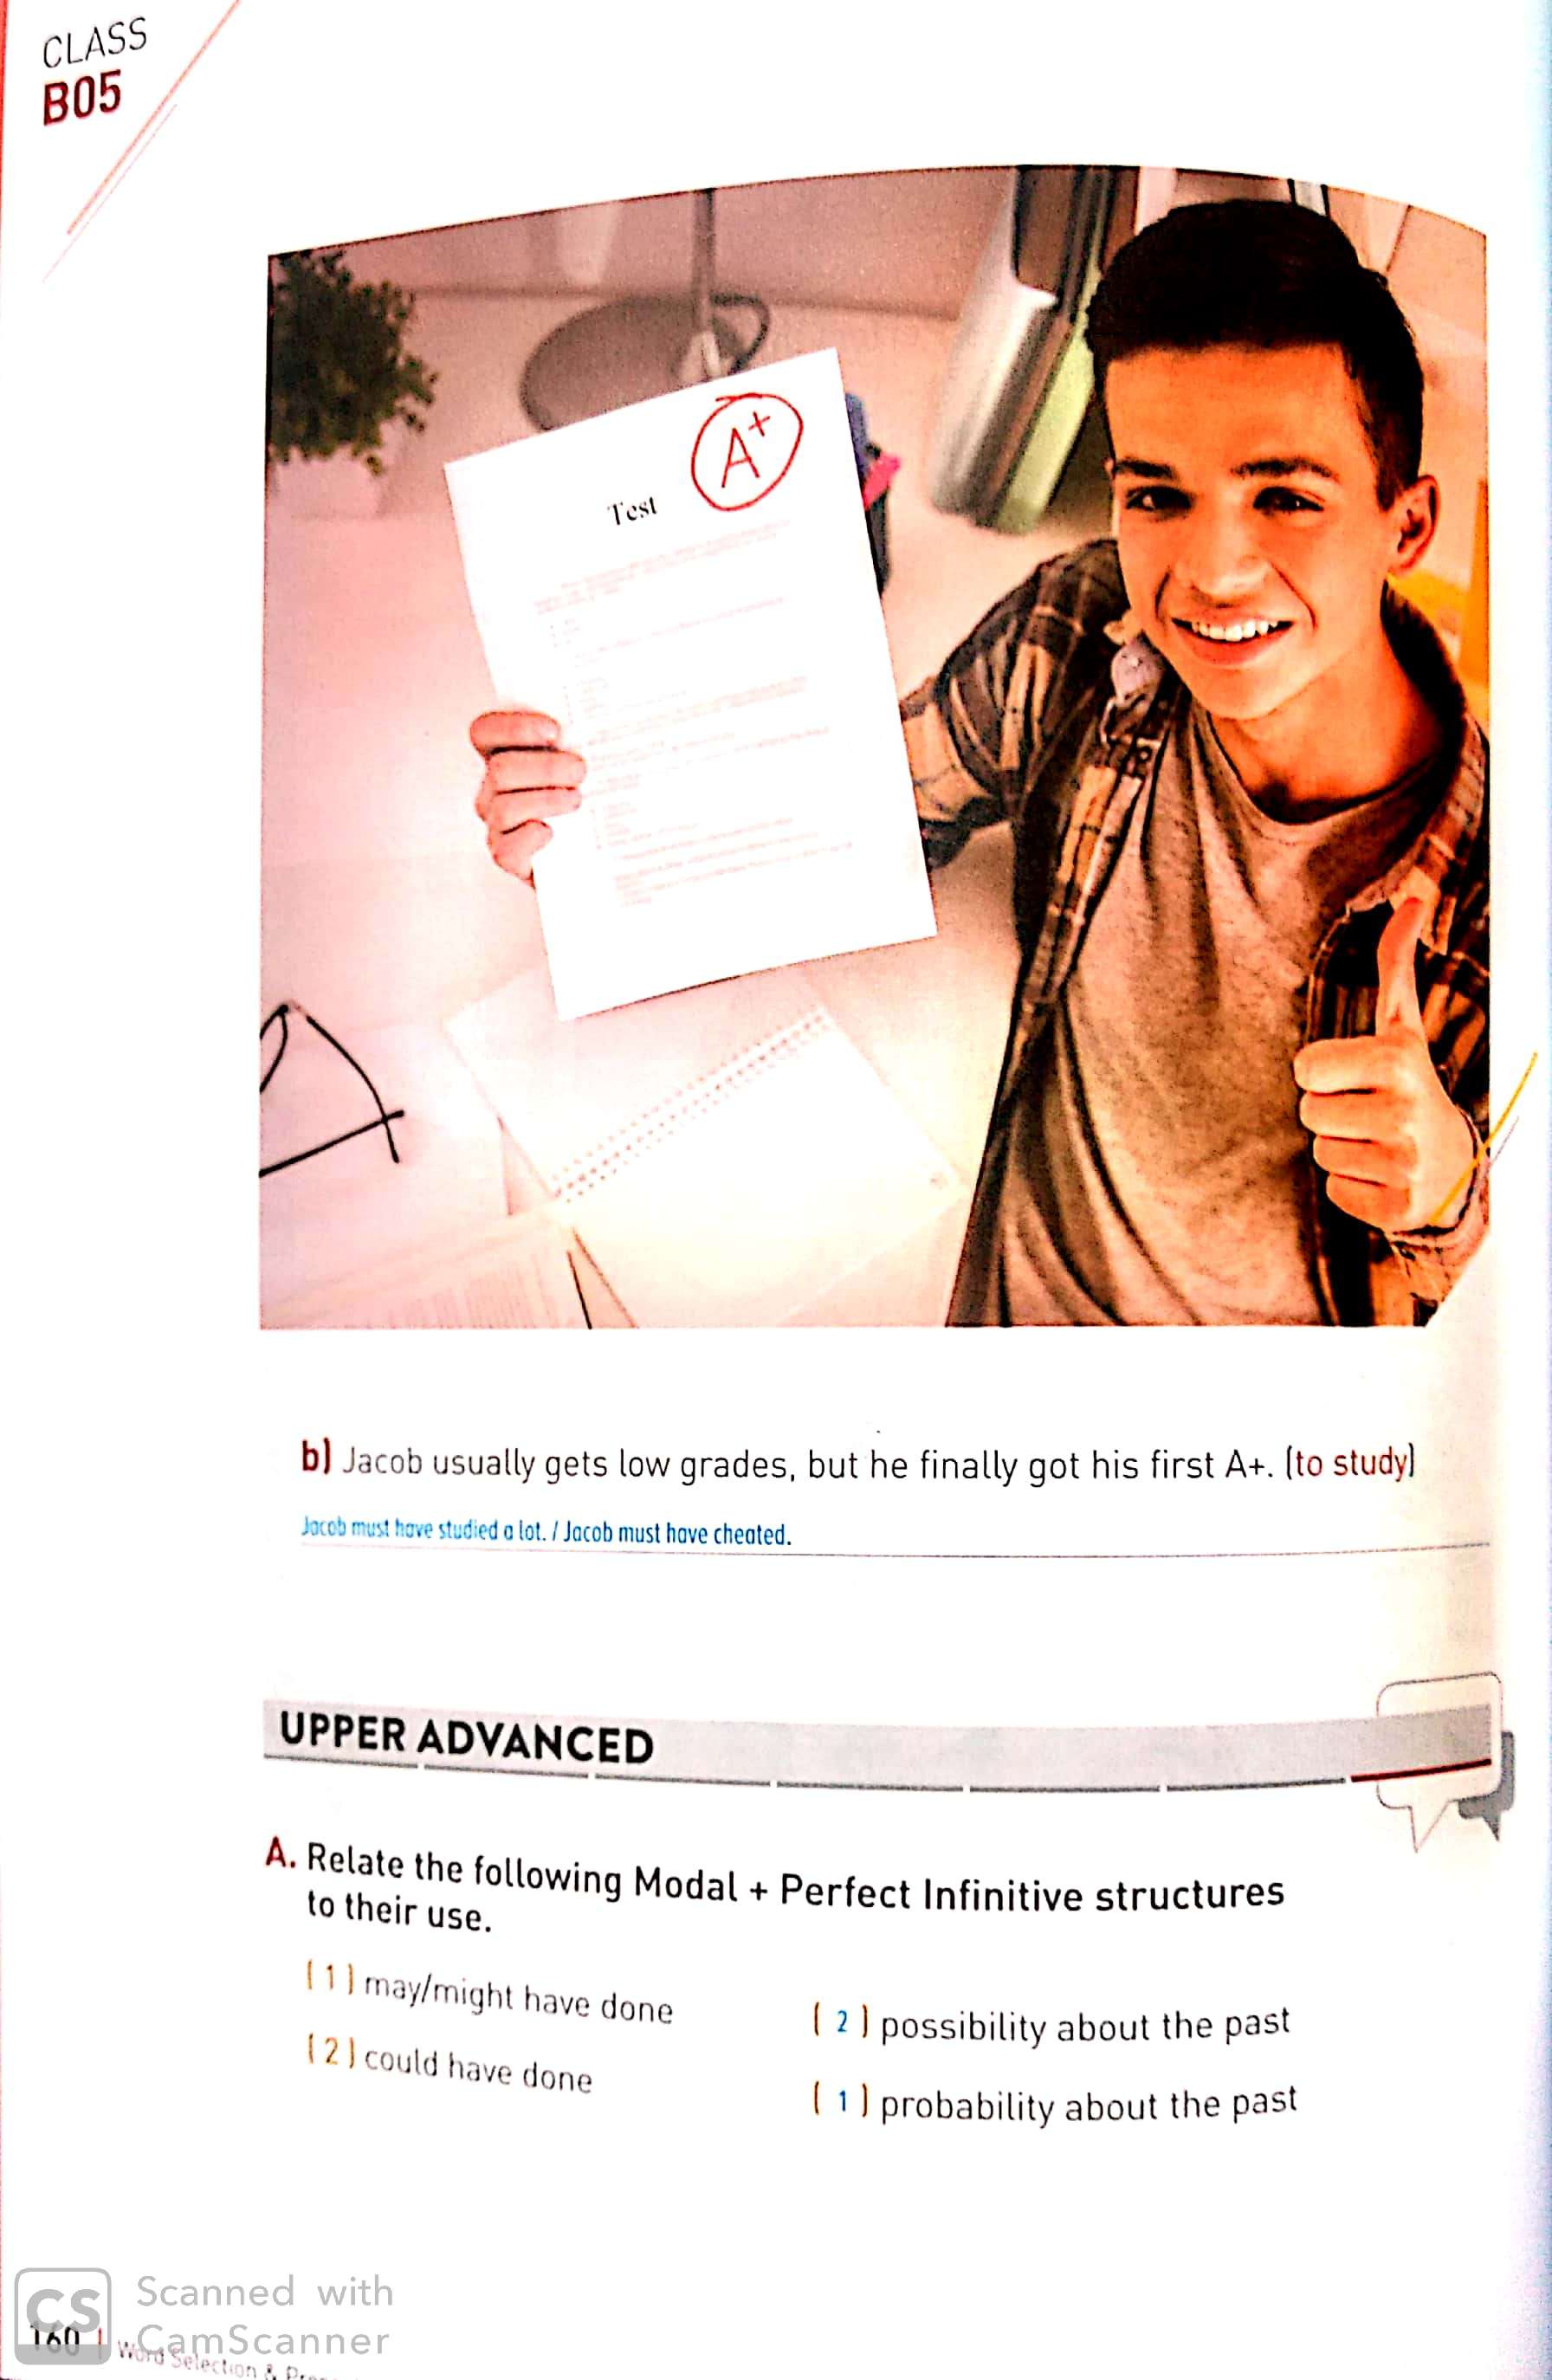 CLASS
B05
A+
Test
b) Jacob usually gets low grades, but he finally got his first A+. (to study)
Jacob must have studied a lot. / Jacob must have cheated.
UPPER ADVANCED
A. Relate the following Modal + Perfect Infinitive structures
to their use.
( 1 ) may/might have done
( 2 ) could have done
( 2 ) possibility about the past
( 1 ) probability about the past
CS
Scanned with
CamScanner
160 | Word Selection &